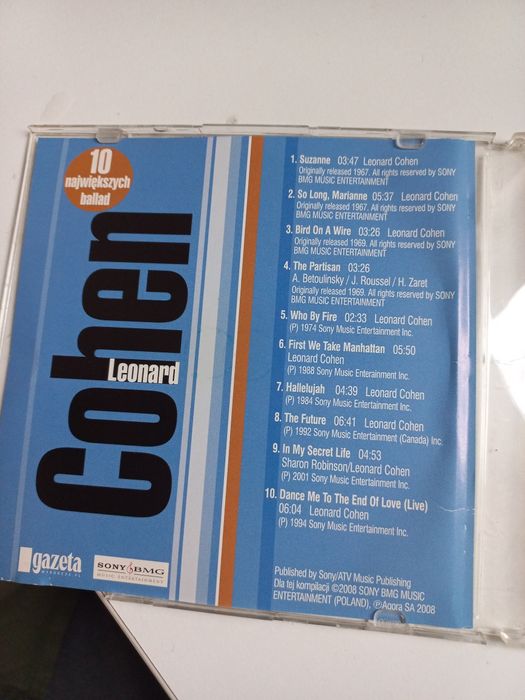 10
największych
ballad
Leonard
Cohen
gazeta
SONY BMG
MUSIC ENTERTAINMENT
1. Suzanne 03:47 Leonard Cohen
Originally released 1967. All rights reserved by SONY
BMG MUSIC ENTERTAINMENT
2. So Long, Marianne 05:37 Leonard Cohen
Originally released 1967. All rights reserved by SONY
BMG MUSIC ENTERTAINMENT
3. Bird On A Wire 03:26 Leonard Cohen
Originally released 1969. All rights reserved by SONY
BMG MUSIC ENTERTAINMENT
4. The Partisan 03:26
A. Betoulinsky / J. Roussel / H. Zaret
Originally released 1969. All rights reserved by SONY
BMG MUSIC ENTERTAINMENT
5. Who By Fire 02:33 Leonard Cohen
(P) 1974 Sony Music Entertainment Inc.
6. First We Take Manhattan 05:50
Leonard Cohen
(P) 1988 Sony Music Entertainment Inc.
7. Hallelujah 04:39 Leonard Cohen
(P) 1984 Sony Music Entertainment Inc.
8. The Future 06:41 Leonard Cohen
(P) 1992 Sony Music Entertainment (Canada) Inc.
9. In My Secret Life 04:53
Sharon Robinson/Leonard Cohen
(P) 2001 Sony Music Entertainment Inc.
10. Dance Me To The End Of Love (Live)
06:04 Leonard Cohen
(P) 1994 Sony Music Entertainment Inc.
Published by Sony/ATV Music Publishing
Dla tej kompilacji ©2008 SONY BMG MUSIC
ENTERTAINMENT (POLAND), ℗Agora SA 2008